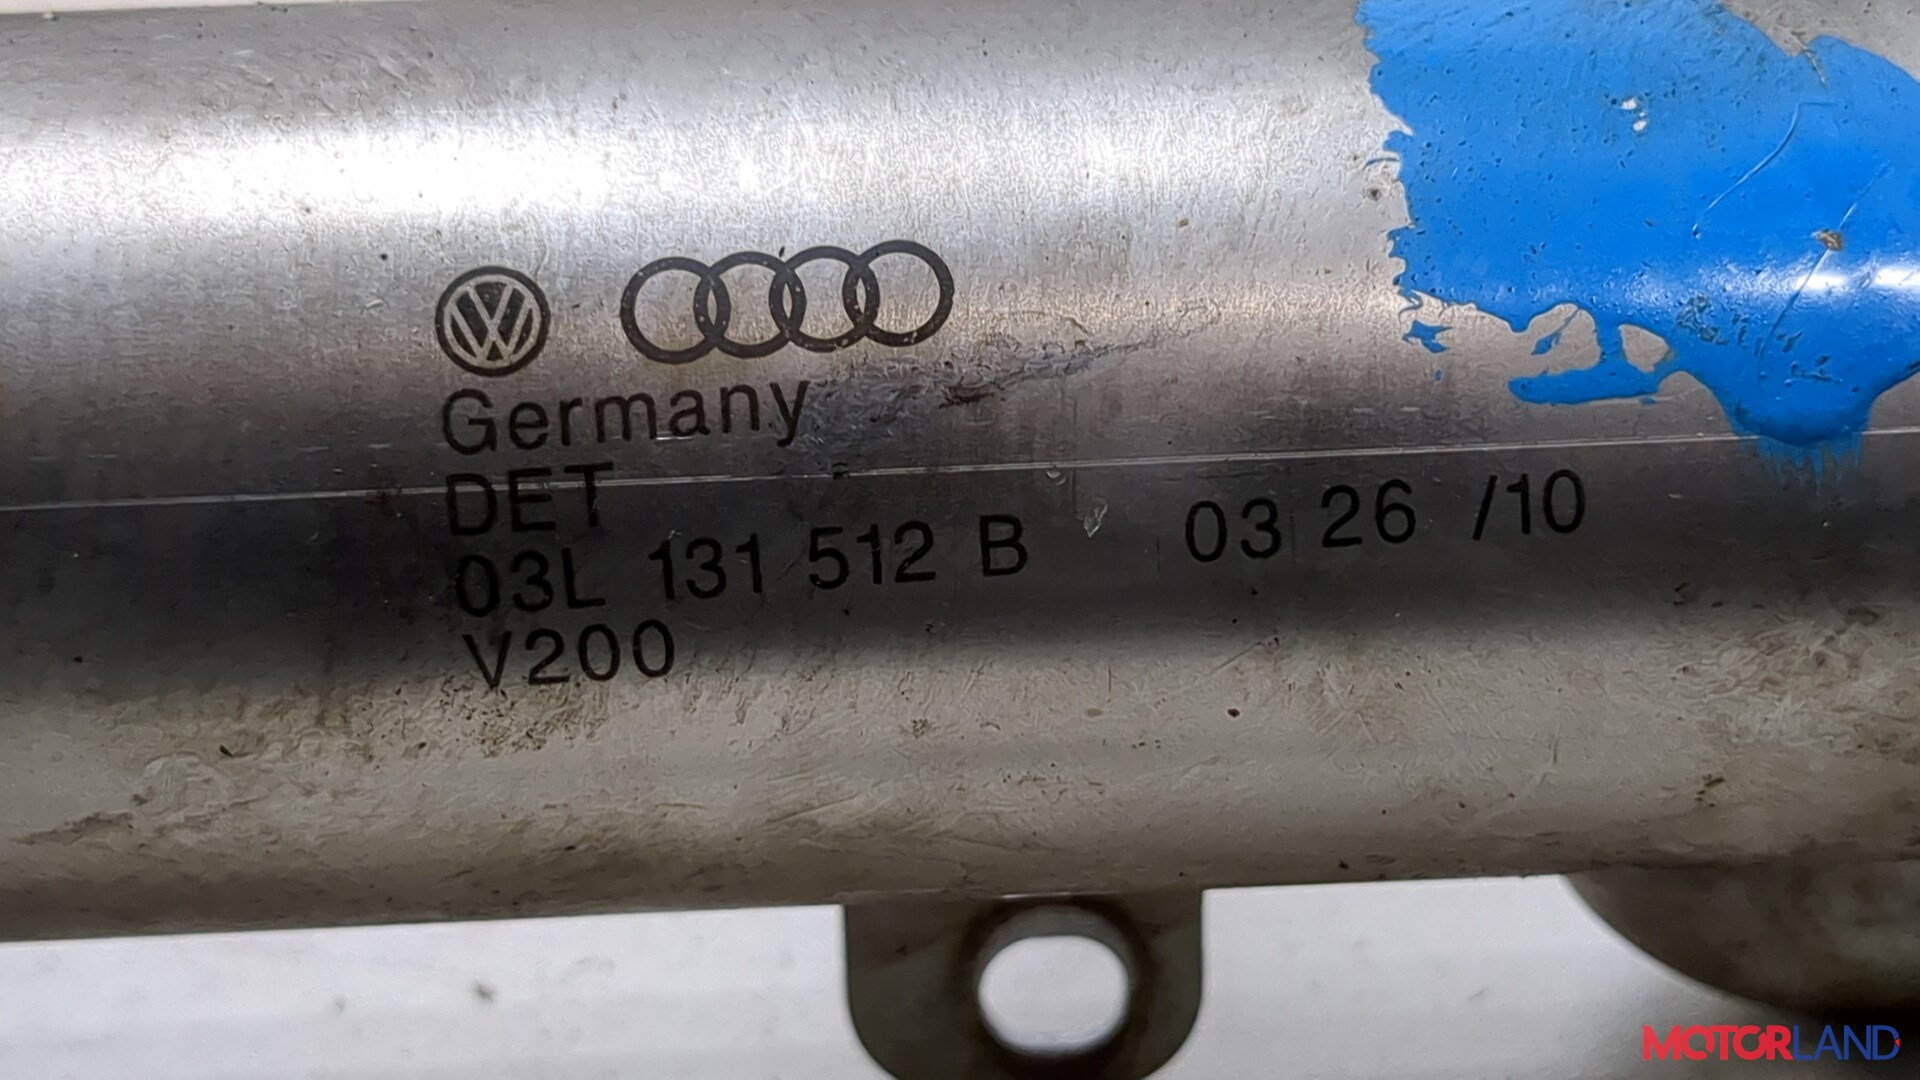 Germany
DET
03L 131 512 B 03 26 /10
V200
MOTORLAND